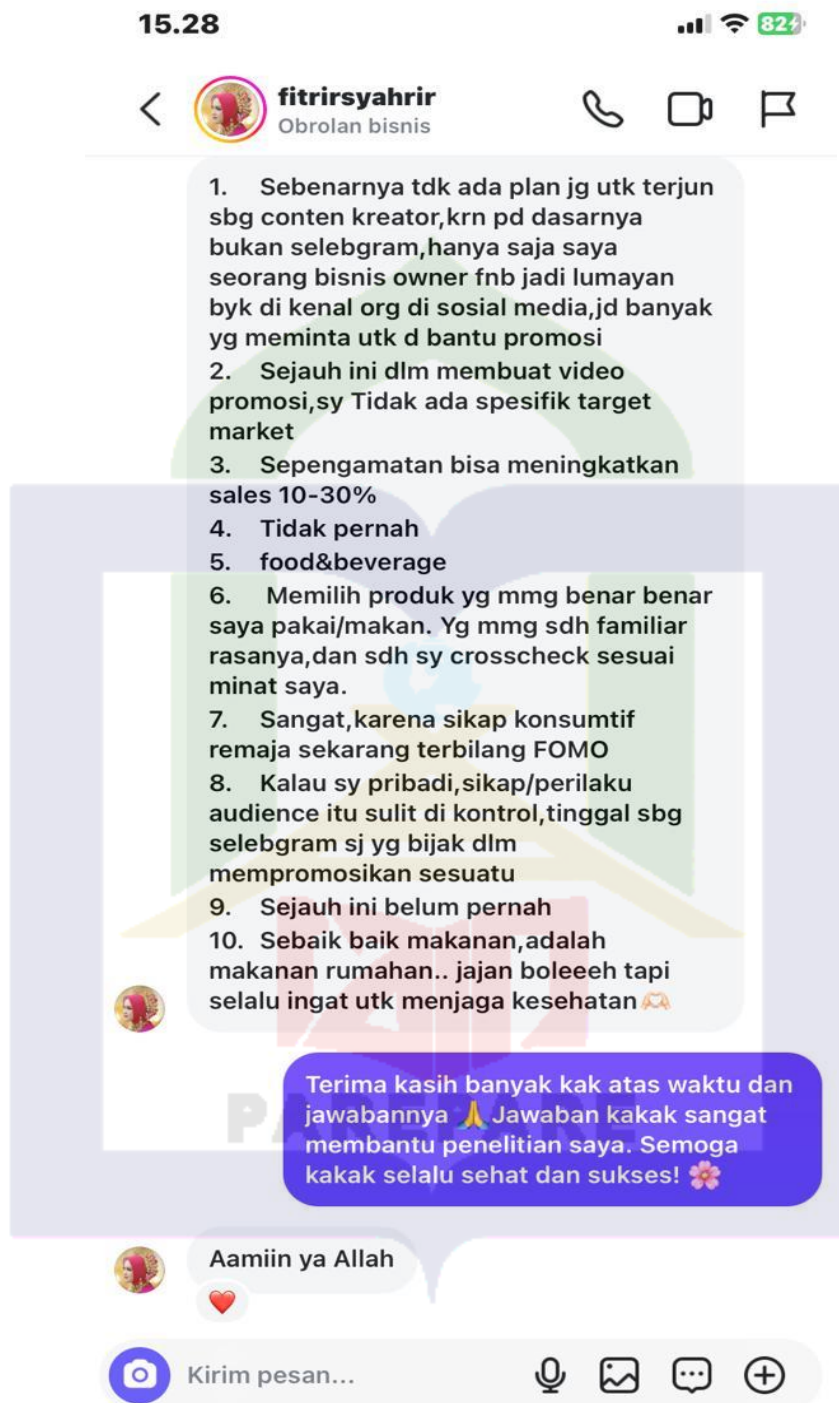 15.28
82
fitrirsyahrir
Obrolan bisnis
1. Sebenarnya tdk ada plan jg utk terjun
sbg conten kreator,krn pd dasarnya
bukan selebgram,hanya saja saya
seorang bisnis owner fnb jadi lumayan
byk di kenal org di sosial media,jd banyak
yg meminta utk d bantu promosi
2. Sejauh ini dlm membuat video
promosi,sy Tidak ada spesifik target
market
3. Sepengamatan bisa meningkatkan
sales 10-30%
4. Tidak pernah
5. food&beverage
6. Memilih produk yg mmg benar benar
saya pakai/makan. Yg mmg sdh familiar
rasanya,dan sdh sy crosscheck sesuai
minat saya.
7. Sangat,karena sikap konsumtif
remaja sekarang terbilang FOMO
8. Kalau sy pribadi,sikap/perilaku
audience itu sulit di kontrol,tinggal sbg
selebgram sj yg bijak dlm
mempromosikan sesuatu
9. Sejauh ini belum pernah
10. Sebaik baik makanan,adalah
makanan rumahan.. jajan boleeeh tapi
selalu ingat utk menjaga kesehatan🫶🏻
Terima kasih banyak kak atas waktu dan
jawabannya 🙏Jawaban kakak sangat
membantu penelitian saya. Semoga
kakak selalu sehat dan sukses! 🌸
PAREPARE
Aamiin ya Allah
❤️
Kirim pesan...